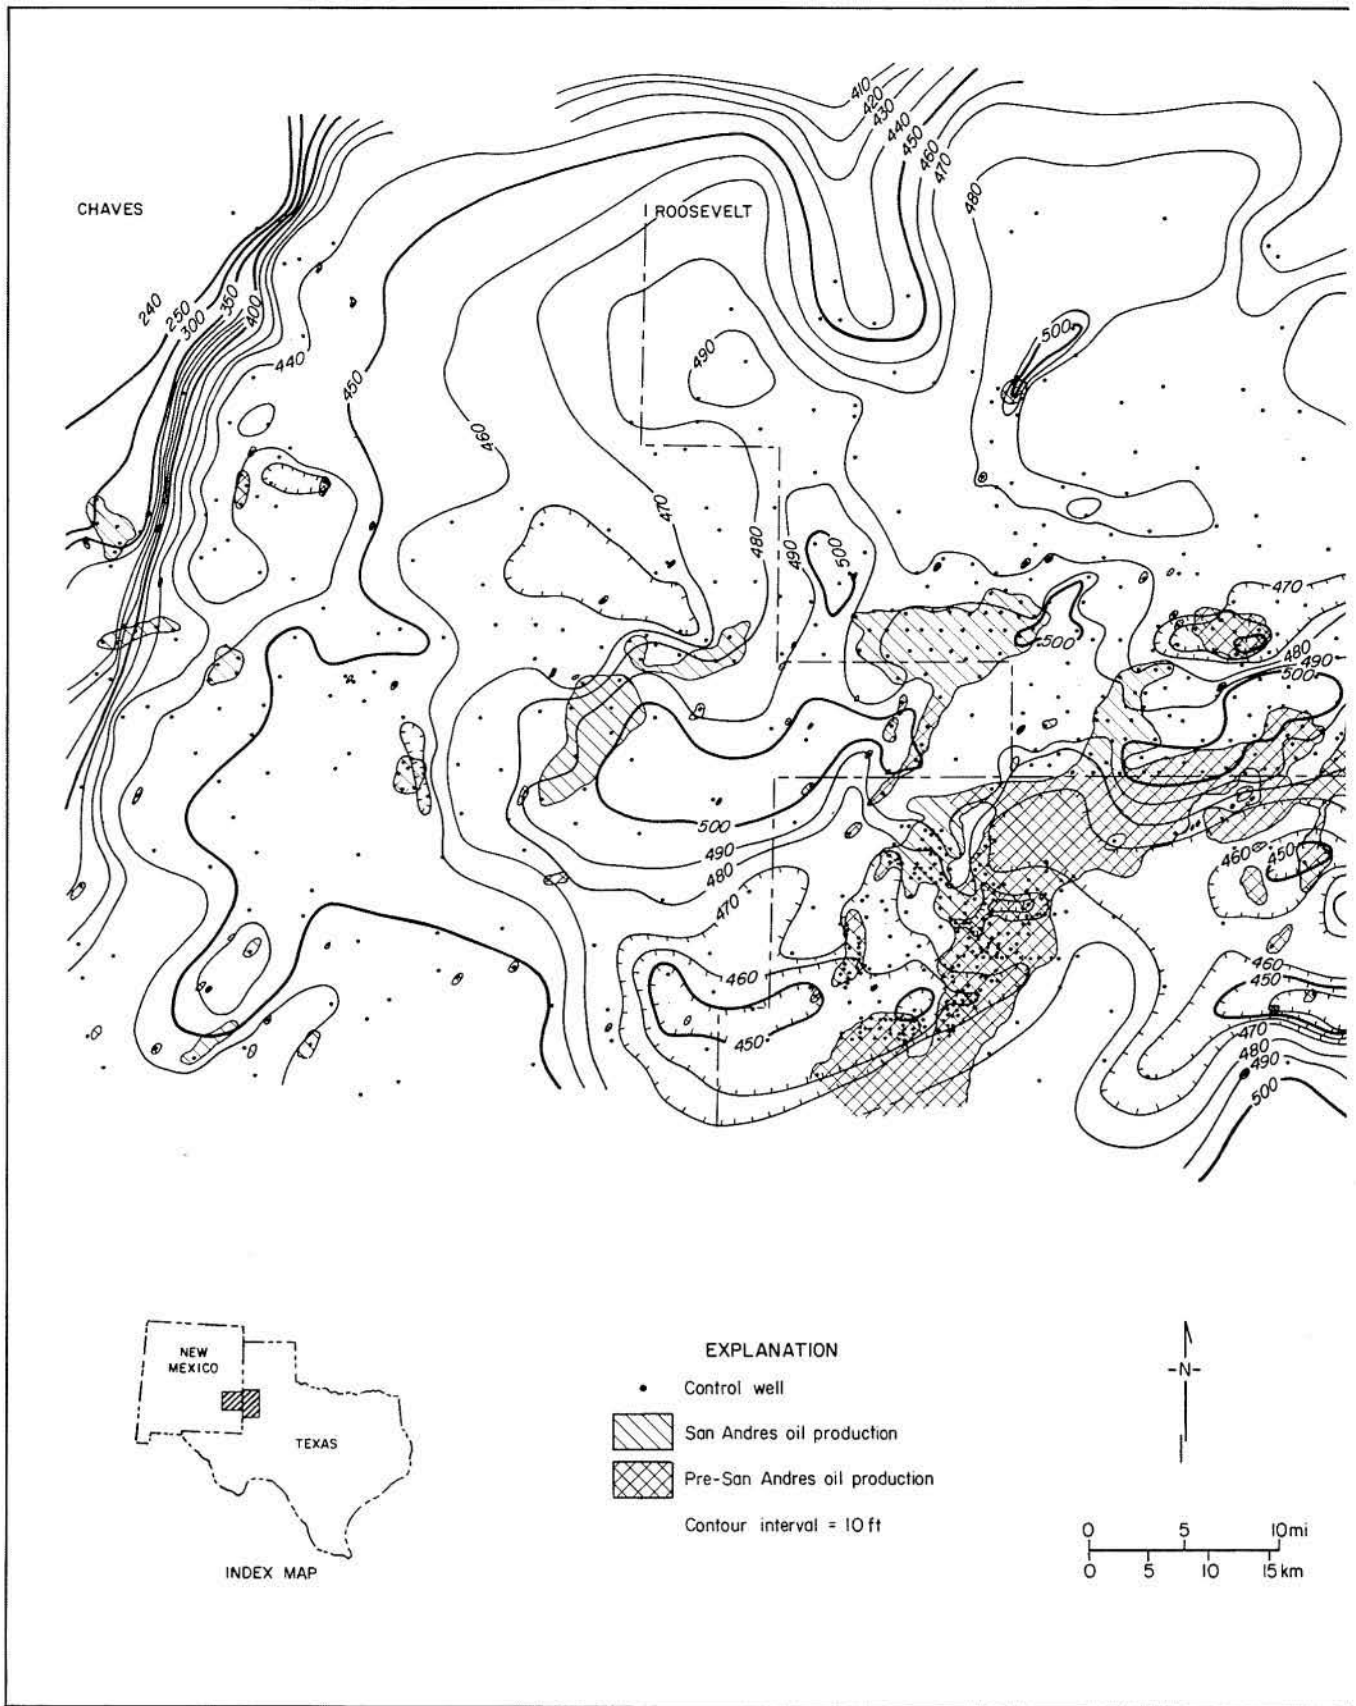 410
420
430
440
450
460
470
480
CHAVES
ROOSEVELT
240
250
300
350
400
440
450
460
490
500
470
480
490
500
470
500
480
490
500
500
490
480
470
460
450
460
450
460
450
470
480
490
500
NEW
MEXICO
TEXAS
INDEX MAP
EXPLANATION
Control well
San Andres oil production
Pre-San Andres oil production
Contour interval = 10 ft
-N-
0 5 10 mi
0 5 10 15 km